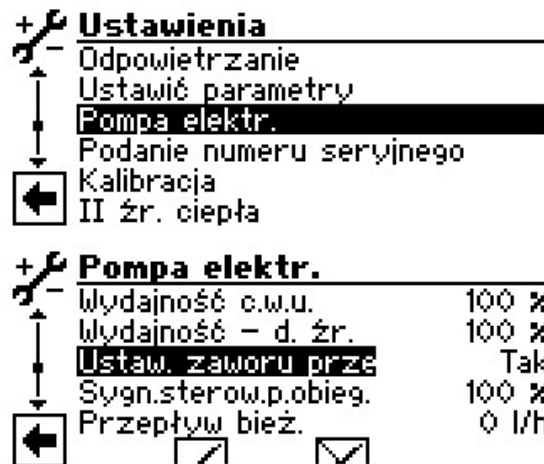 Ustawienia
Odpowietrzanie
Ustawić parametry
Pompa elektr.
Podanie numeru seryjnego
Kalibracja
II źr. ciepła
Pompa elektr.
Wydajność c.w.u. 100 %
Wydajność - d. źr. 100 %
Ustaw. zaworu prze Tak
Sygn.sterow.p.obieg. 100 %
Przepływ bież. 0 l/h